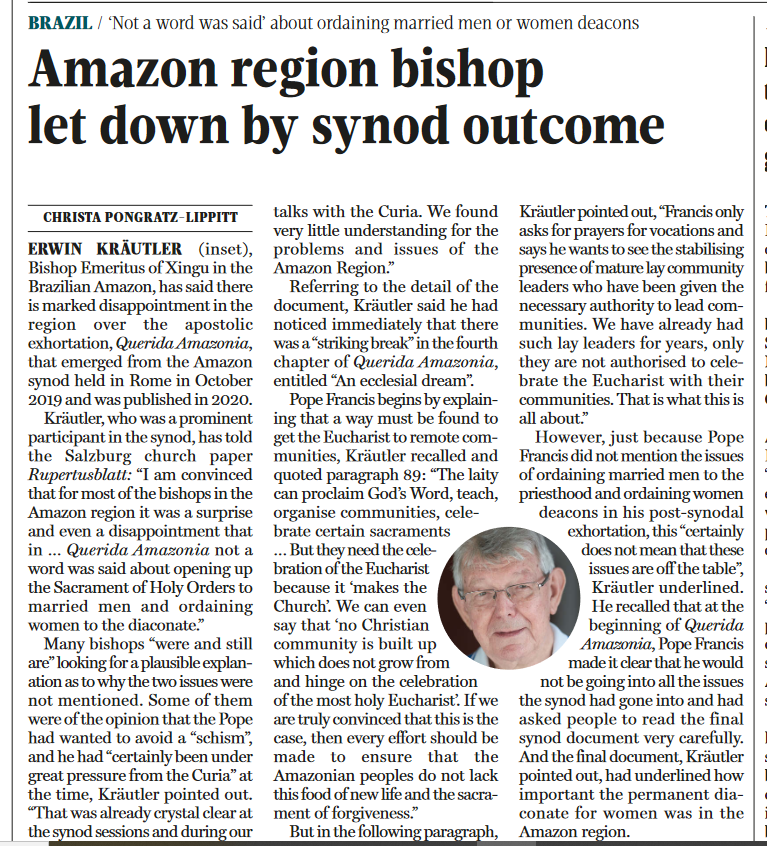 BRAZIL / ‘Not a word was said’ about ordaining married men or women deacons
Amazon region bishop
let down by synod outcome
CHRISTA PONGRATZ-LIPPITT
ERWIN KRÄUTLER (inset),
Bishop Emeritus of Xingu in the
Brazilian Amazon, has said there
is marked disappointment in the
region over the apostolic
exhortation, Querida Amazonia,
that emerged from the Amazon
synod held in Rome in October
2019 and was published in 2020.
Kräutler, who was a prominent
participant in the synod, has told
the Salzburg church paper
Rupertusblatt: “I am convinced
that for most of the bishops in the
Amazon region it was a surprise
and even a disappointment that
in ... Querida Amazonia not a
word was said about opening up
the Sacrament of Holy Orders to
married men and ordaining
women to the diaconate.”
Many bishops “were and still
are” looking for a plausible explan-
ation as to why the two issues were
not mentioned. Some of them
were of the opinion that the Pope
had wanted to avoid a “schism”,
and he had “certainly been under
great pressure from the Curia” at
the time, Kräutler pointed out.
“That was already crystal clear at
the synod sessions and during our
talks with the Curia. We found
very little understanding for the
problems and issues of the
Amazon Region.”
Referring to the detail of the
document, Kräutler said he had
noticed immediately that there
was a “striking break” in the fourth
chapter of Querida Amazonia,
entitled “An ecclesial dream”.
Pope Francis begins by explain-
ing that a way must be found to
get the Eucharist to remote com-
munities, Kräutler recalled and
quoted paragraph 89: “The laity
can proclaim God’s Word, teach,
organise communities, cele-
brate certain sacraments
... But they need the cele-
bration of the Eucharist
because it ‘makes the
Church’. We can even
say that ‘no Christian
community is built up
which does not grow from
and hinge on the celebration
of the most holy Eucharist’. If we
are truly convinced that this is the
case, then every effort should be
made to ensure that the
Amazonian peoples do not lack
this food of new life and the sacra-
ment of forgiveness.”
But in the following paragraph,
Kräutler pointed out, “Francis only
asks for prayers for vocations and
says he wants to see the stabilising
presence of mature lay community
leaders who have been given the
necessary authority to lead com-
munities. We have already had
such lay leaders for years, only
they are not authorised to cele-
brate the Eucharist with their
communities. That is what this is
all about.”
However, just because Pope
Francis did not mention the issues
of ordaining married men to the
priesthood and ordaining women
deacons in his post-synodal
exhortation, this “certainly
does not mean that these
issues are off the table”,
Kräutler underlined.
He recalled that at the
beginning of Querida
Amazonia, Pope Francis
made it clear that he would
not be going into all the issues
the synod had gone into and had
asked people to read the final
synod document very carefully.
And the final document, Kräutler
pointed out, had underlined how
important the permanent dia-
conate for women was in the
Amazon region.